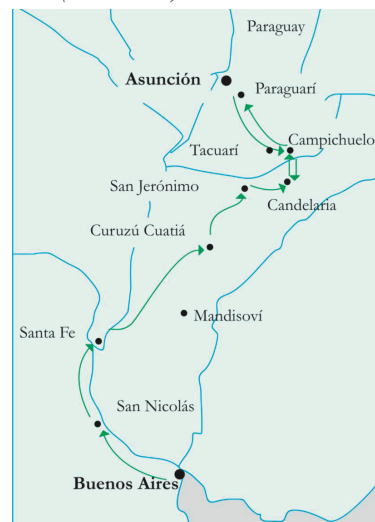 Paraguay
Asunción
Paraguarí
Campichuelo
Tacuarí
San Jerónimo
Candelaria
Curuzú Cuatiá
Mandisoví
Santa Fe
San Nicolás
Buenos Aires